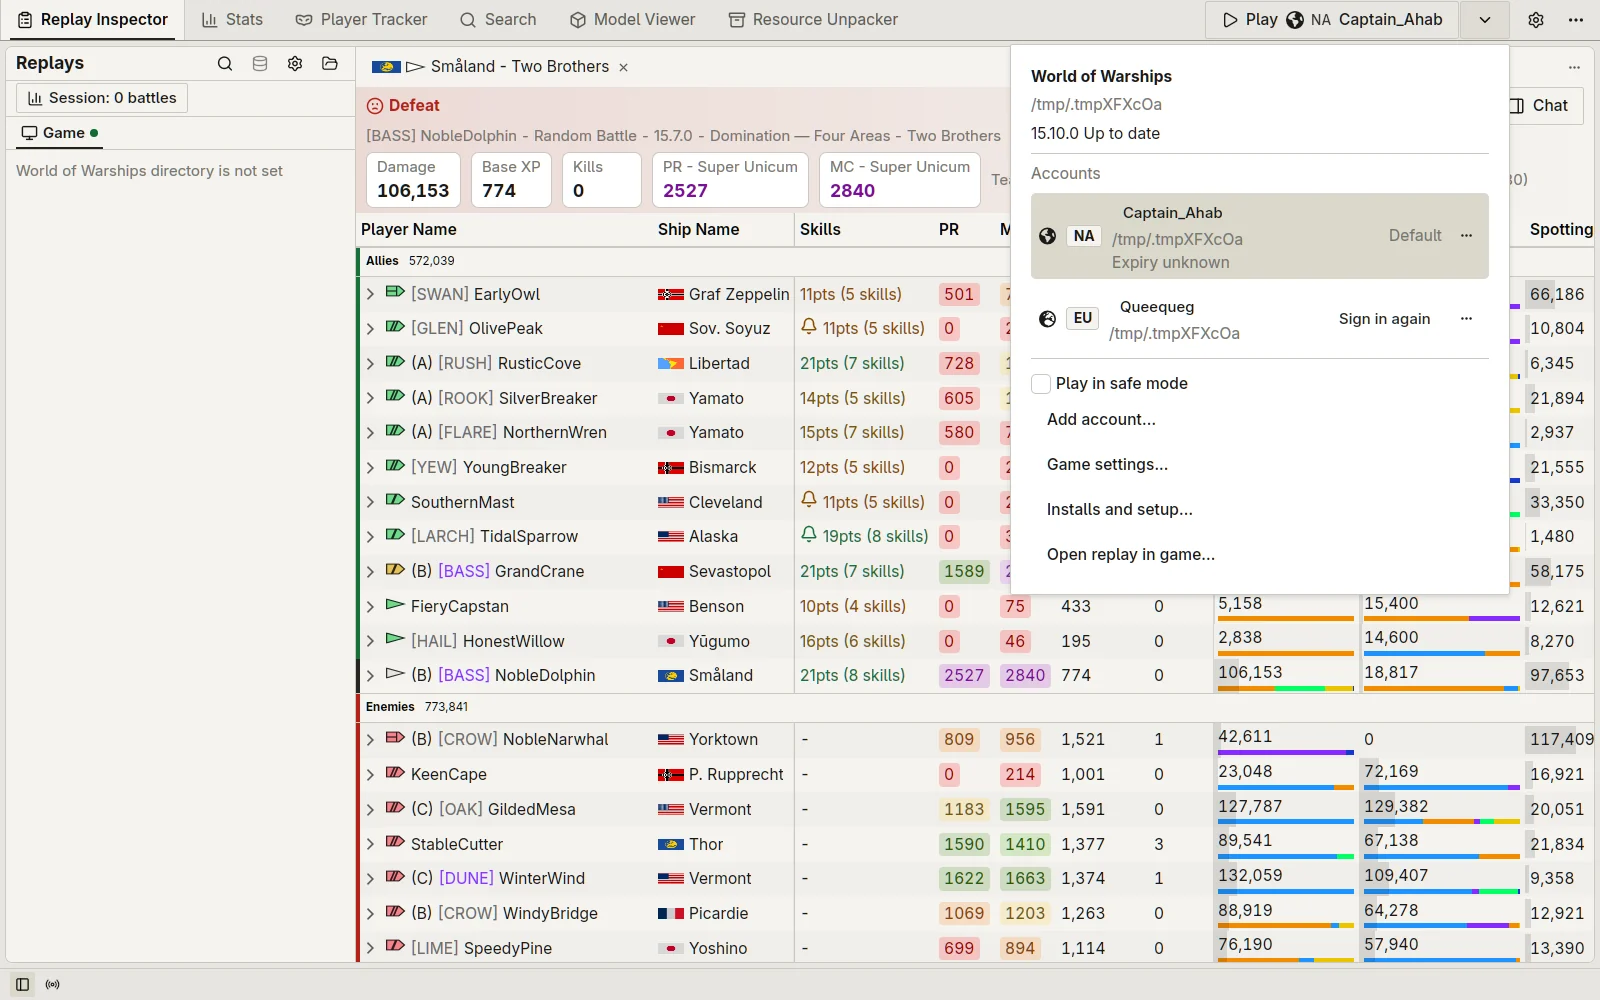 Replay Inspector Stats Player Tracker Search Model Viewer Resource Unpacker Play NA Captain_Ahab
Replays
Session: 0 battles
Game
World of Warships directory is not set
Småland - Two Brothers
Defeat
[BASS] NobleDolphin - Random Battle - 15.7.0 - Domination — Four Areas - Two Brothers
Chat
Damage 106,153
Base XP 774
Kills 0
PR - Super Unicum 2527
MC - Super Unicum 2840
Player Name Ship Name Skills PR Spotting
Allies 572,039
[SWAN] EarlyOwl Graf Zeppelin 11pts (5 skills) 501 66,186
[GLEN] OlivePeak Sov. Soyuz 11pts (5 skills) 0 10,804
(A) [RUSH] RusticCove Libertad 21pts (7 skills) 728 6,345
(A) [ROOK] SilverBreaker Yamato 14pts (5 skills) 605 21,894
(A) [FLARE] NorthernWren Yamato 15pts (7 skills) 580 2,937
[YEW] YoungBreaker Bismarck 12pts (5 skills) 0 21,555
SouthernMast Cleveland 11pts (5 skills) 0 33,350
[LARCH] TidalSparrow Alaska 19pts (8 skills) 0 1,480
(B) [BASS] GrandCrane Sevastopol 21pts (7 skills) 1589 58,175
FieryCapstan Benson 10pts (4 skills) 0 75 433 0 5,158 15,400 12,621
[HAIL] HonestWillow Yūgumo 16pts (6 skills) 0 46 195 0 2,838 14,600 8,270
(B) [BASS] NobleDolphin Småland 21pts (8 skills) 2527 2840 774 0 106,153 18,817 97,653
Enemies 773,841
(B) [CROW] NobleNarwhal Yorktown - 809 956 1,521 1 42,611 0 117,409
KeenCape P. Rupprecht - 0 214 1,001 0 23,048 72,169 16,921
(C) [OAK] GildedMesa Vermont - 1183 1595 1,591 0 127,787 129,382 20,051
StableCutter Thor - 1590 1410 1,377 3 89,541 67,138 21,834
(C) [DUNE] WinterWind Vermont - 1622 1663 1,374 1 132,059 109,407 9,358
(B) [CROW] WindyBridge Picardie - 1069 1203 1,263 0 88,919 64,278 12,921
[LIME] SpeedyPine Yoshino - 699 894 1,114 0 76,190 57,940 13,390
World of Warships
/tmp/.tmpXFXcOa
15.10.0 Up to date
Accounts
NA Captain_Ahab
/tmp/.tmpXFXcOa Default
Expiry unknown
EU Queequeg
/tmp/.tmpXFXcOa Sign in again
Play in safe mode
Add account...
Game settings...
Installs and setup...
Open replay in game...